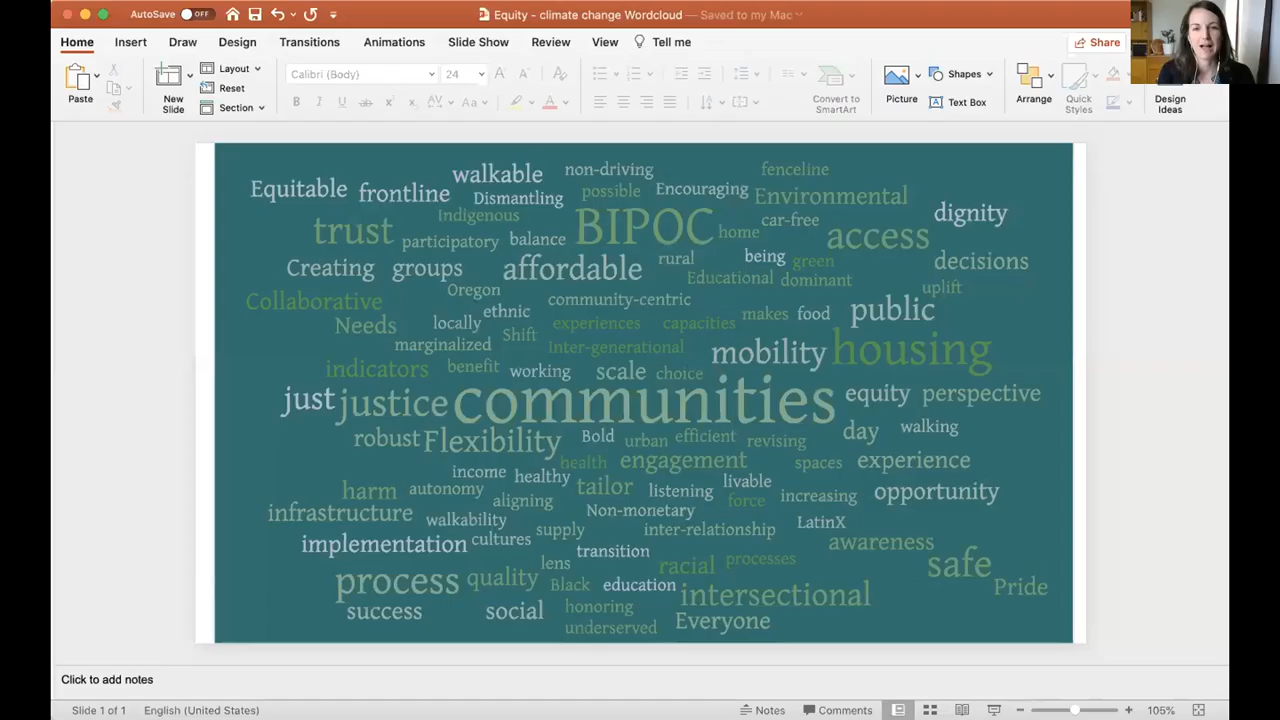 AutoSave OFF
Equity - climate change Wordcloud — Saved to my Mac
Home Insert Draw Design Transitions Animations Slide Show Review View Tell me
Share
Paste
New Slide
Layout
Reset
Section
Calibri (Body) 24
B I U ab X X AV Aa A
Convert to SmartArt
Picture
Shapes
Text Box
Arrange
Quick Styles
Design Ideas
walkable non-driving fenceline
Equitable frontline Dismantling possible Encouraging Environmental
Indigenous BIPOC car-free dignity
trust participatory balance home access
Creating groups affordable rural being green decisions
Educational dominant
Collaborative Oregon community-centric uplift
Needs locally ethnic experiences capacities makes food public
marginalized Shift Inter-generational mobility housing
indicators benefit working scale choice
just justice communities equity perspective
robust Flexibility Bold urban efficient revising day walking
health engagement spaces experience
income healthy
harm autonomy aligning tailor listening livable force increasing opportunity
infrastructure walkability Non-monetary LatinX
supply inter-relationship awareness
implementation cultures transition
lens racial processes safe
process quality Black education intersectional Pride
success social honoring
underserved Everyone
Click to add notes
Slide 1 of 1 English (United States) Notes Comments 105%